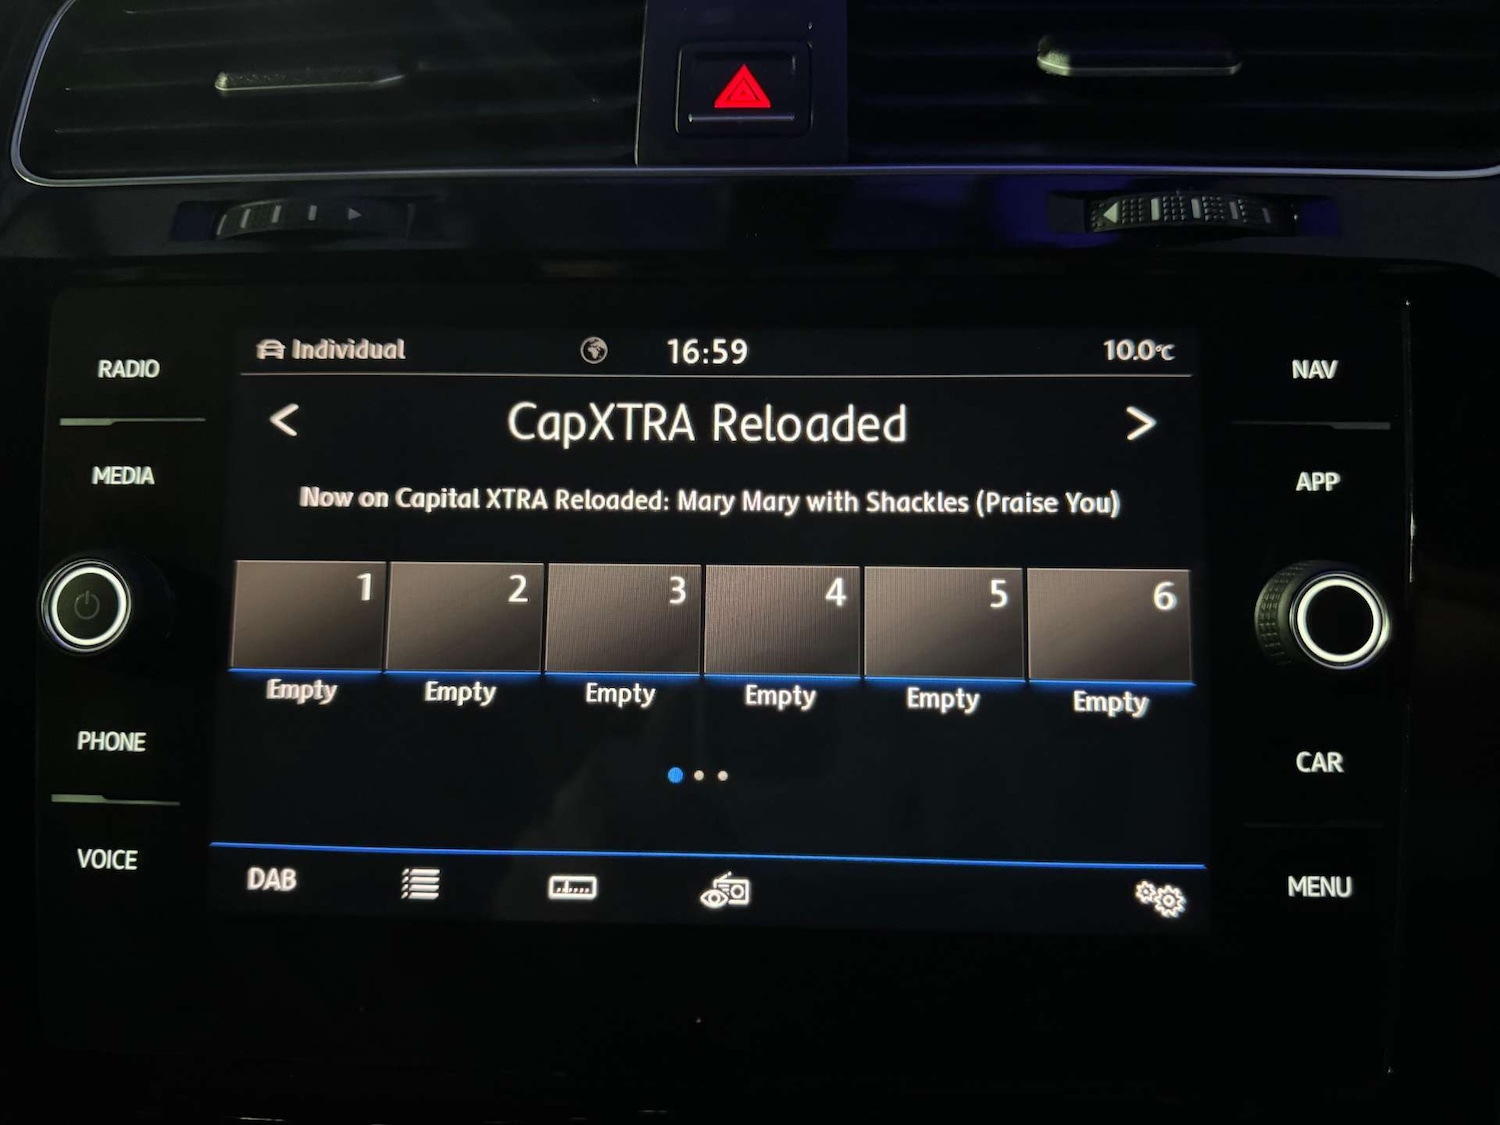 Individual 16:59 10.0°C
RADIO
NAV
CapXTRA Reloaded
MEDIA
APP
Now on Capital XTRA Reloaded: Mary Mary with Shackles (Praise You)
1 2 3 4 5 6
Empty Empty Empty Empty Empty Empty
PHONE
CAR
VOICE
DAB
MENU